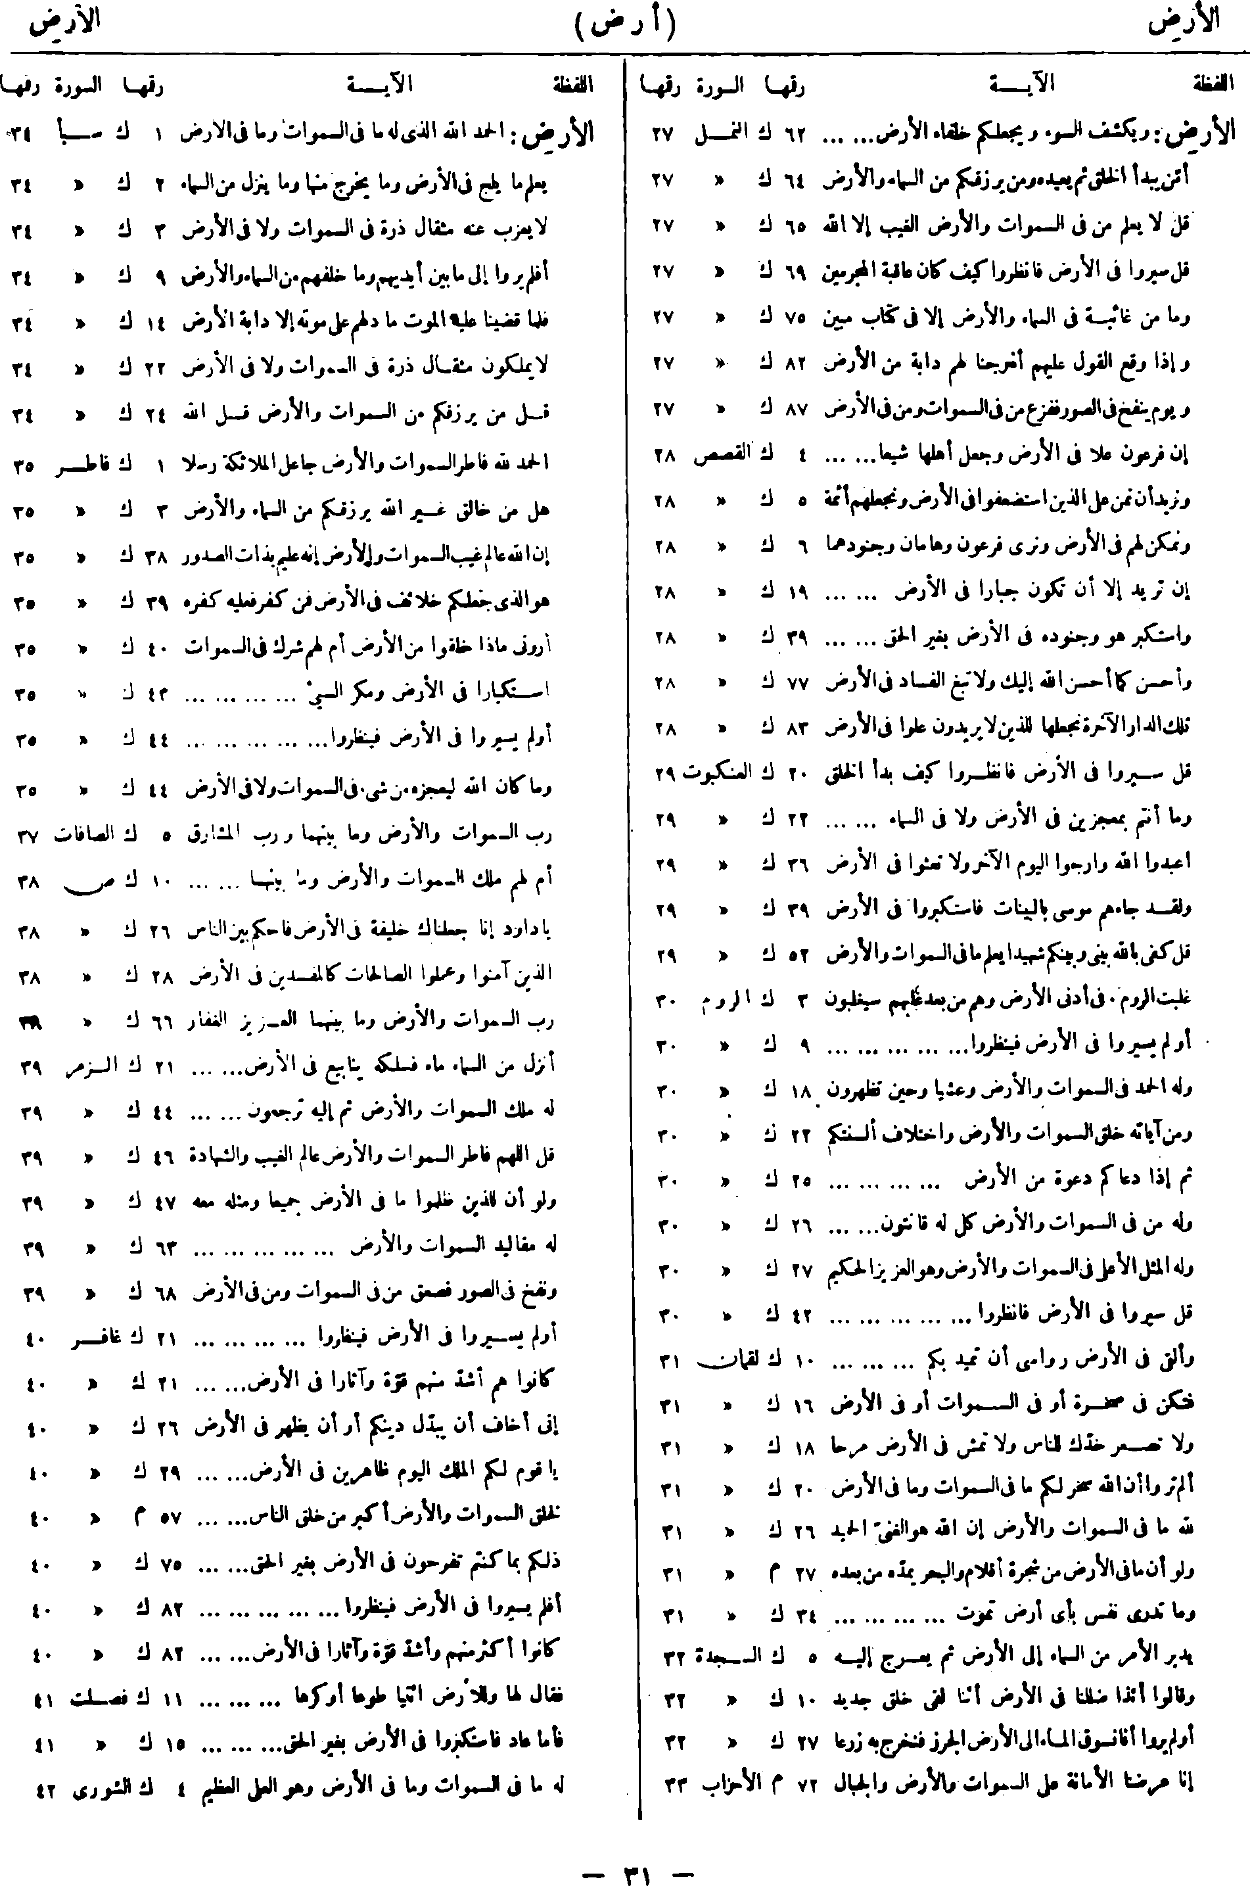 الأرض (أرض) الأرض
اللفظة الآيــة رقمها السورة رقمها
الأرض: ويكشف السوء ويجعلكم خلفاء الأرض... ... ٦٢ ك النمل ٢٧
أمّن يبدأ الخلق ثم يعيده ومن يرزقكم من السماء والأرض ٦٤ ك » ٢٧
قل لا يعلم من فى السموات والأرض الغيب إلا الله ٦٥ ك » ٢٧
قل سيروا فى الأرض فانظروا كيف كان عاقبة المجرمين ٦٩ ك » ٢٧
وما من غائبة فى السماء والأرض إلا فى كتاب مبين ٧٥ ك » ٢٧
وإذا وقع القول عليهم أخرجنا لهم دابة من الأرض ٨٢ ك » ٢٧
ويوم ينفخ فى الصور ففزع من فى السموات ومن فى الأرض ٨٧ ك » ٢٧
إن فرعون علا فى الأرض وجعل أهلها شيعا... ... ٤ ك القصص ٢٨
ونريد أن نمن على الذين استضعفوا فى الأرض ونجعلهم أئمة ٥ ك » ٢٨
ونمكن لهم فى الأرض ونرى فرعون وهامان وجنودهما ٦ ك » ٢٨
إن تريد إلا أن تكون جبارا فى الأرض ... ... ١٩ ك » ٢٨
واستكبر هو وجنوده فى الأرض بغير الحق ... ... ٣٩ ك » ٢٨
وأحسن كما أحسن الله إليك ولا تبغ الفساد فى الأرض ٧٧ ك » ٢٨
تلك الدار الآخرة نجعلها للذين لا يريدون علوا فى الأرض ٨٣ ك » ٢٨
قل سيروا فى الأرض فانظروا كيف بدأ الخلق ٢٠ ك العنكبوت ٢٩
وما أنتم بمعجزين فى الأرض ولا فى السماء ... ... ٢٢ ك » ٢٩
اعبدوا الله وارجوا اليوم الآخر ولا تعثوا فى الأرض ٣٦ ك » ٢٩
ولقد جاءهم موسى بالبينات فاستكبروا فى الأرض ٣٩ ك » ٢٩
قل كفى بالله بينى وبينكم شهيدا يعلم ما فى السموات والأرض ٥٢ ك » ٢٩
غلبت الروم . فى أدنى الأرض وهم من بعد غلبهم سيغلبون ٣ ك الروم ٣٠
أولم يسيروا فى الأرض فينظروا... ... ... ... ... ٩ ك » ٣٠
وله الحمد فى السموات والأرض وعشيا وحين تظهرون ١٨ ك » ٣٠
ومن آياته خلق السموات والأرض واختلاف ألسنتكم ٢٢ ك » ٣٠
ثم إذا دعاكم دعوة من الأرض ... ... ... ... ٢٥ ك » ٣٠
وله من فى السموات والأرض كل له قانتون... ... ٢٦ ك » ٣٠
وله المثل الأعلى فى السموات والأرض وهو العزيز الحكيم ٢٧ ك » ٣٠
قل سيروا فى الأرض فانظروا ... ... ... ... ... ٤٢ ك » ٣٠
وألق فى الأرض رواسى أن تميد بكم ... ... ... ١٠ ك لقمان ٣١
فتكن فى صخرة أو فى السموات أو فى الأرض ١٦ ك » ٣١
ولا تصعر خدّك للناس ولا تمش فى الأرض مرحا ١٨ ك » ٣١
ألم تروا أن الله سخر لكم ما فى السموات وما فى الأرض ٢٠ ك » ٣١
لله ما فى السموات والأرض إن الله هو الغنىّ الحميد ٢٦ ك » ٣١
ولو أن ما فى الأرض من شجرة أقلام والبحر يمدّه من بعده ٢٧ م » ٣١
وما تدرى نفس بأى أرض تموت ... ... ... ... ٣٤ ك » ٣١
يدبر الأمر من السماء إلى الأرض ثم يعرج إليه ٥ ك السجدة ٣٢
وقالوا أئذا ضللنا فى الأرض أئنا لفى خلق جديد ١٠ ك » ٣٢
أولم يروا أنا نسوق الماء إلى الأرض الجرز فنخرج به زرعا ٢٧ ك » ٣٢
إنا عرضنا الأمانة على السموات والأرض والجبال ٧٢ م الأحزاب ٣٣
اللفظة الآيــة رقمها السورة رقمها
الأرض: الحمد لله الذى له ما فى السموات وما فى الارض ١ ك سبأ ٣٤
يعلم ما يلج فى الأرض وما يخرج منها وما ينزل من السماء ٢ ك » ٣٤
لا يعزب عنه مثقال ذرة فى السموات ولا فى الأرض ٣ ك » ٣٤
أفلم يروا إلى ما بين أيديهم وما خلفهم من السماء والأرض ٩ ك » ٣٤
فلما قضينا عليه الموت ما دلهم على موته إلا دابة الأرض ١٤ ك » ٣٤
لا يملكون مثقال ذرة فى السموات ولا فى الأرض ٢٢ ك » ٣٤
قل من يرزقكم من السموات والأرض قل الله ٢٤ ك » ٣٤
الحمد لله فاطر السموات والأرض جاعل الملائكة رسلا ١ ك فاطر ٣٥
هل من خالق غير الله يرزقكم من السماء والأرض ٣ ك » ٣٥
إن الله عالم غيب السموات والأرض إنه عليم بذات الصدور ٣٨ ك » ٣٥
هو الذى جعلكم خلائف فى الأرض فمن كفر فعليه كفره ٣٩ ك » ٣٥
أرونى ماذا خلقوا من الأرض أم لهم شرك فى السموات ٤٠ ك » ٣٥
استكبارا فى الأرض ومكر السيئ ... ... ... ... ٤٣ ك » ٣٥
أولم يسيروا فى الأرض فينظروا... ... ... ... ... ٤٤ ك » ٣٥
وما كان الله ليعجزه من شىء فى السموات ولا فى الأرض ٤٤ ك » ٣٥
رب السموات والأرض وما بينهما ورب المشارق ٥ ك الصافات ٣٧
أم لهم ملك السموات والأرض وما بينهما ... ... ١٠ ك ص ٣٨
ياداود إنا جعلناك خليفة فى الأرض فاحكم بين الناس ٢٦ ك » ٣٨
الذين آمنوا وعملوا الصالحات كالمفسدين فى الأرض ٢٨ ك » ٣٨
رب السموات والأرض وما بينهما العزيز الغفار ٦٦ ك » ٣٨
أنزل من السماء ماء فسلكه ينابيع فى الأرض... ... ٢١ ك الزمر ٣٩
له ملك السموات والأرض ثم إليه ترجعون... ... ٤٤ ك » ٣٩
قل اللهم فاطر السموات والأرض عالم الغيب والشهادة ٤٦ ك » ٣٩
ولو أن للذين ظلموا ما فى الأرض جميعا ومثله معه ٤٧ ك » ٣٩
له مقاليد السموات والأرض ... ... ... ... ... ٦٣ ك » ٣٩
ونفخ فى الصور فصعق من فى السموات ومن فى الأرض ٦٨ ك » ٣٩
أولم يسيروا فى الأرض فينظروا ... ... ... ... ٢١ ك غافر ٤٠
كانوا هم أشدّ منهم قوّة وآثارا فى الأرض... ... ٢١ ك » ٤٠
إنى أخاف أن يبدّل دينكم أو أن يظهر فى الأرض ٢٦ ك » ٤٠
ياقوم لكم الملك اليوم ظاهرين فى الأرض... ... ٢٩ ك » ٤٠
لخلق السموات والأرض أكبر من خلق الناس... ... ٥٧ م » ٤٠
ذلكم بما كنتم تفرحون فى الأرض بغير الحق... ... ٧٥ ك » ٤٠
أفلم يسيروا فى الأرض فينظروا ... ... ... ... ... ٨٢ ك » ٤٠
كانوا أكثر منهم وأشدّ قوّة وآثارا فى الأرض... ... ٨٢ ك » ٤٠
فقال لها وللأرض ائتيا طوعا أو كرها ... ... ... ١١ ك فصلت ٤١
فأما عاد فاستكبروا فى الأرض بغير الحق... ... ... ١٥ ك » ٤١
له ما فى السموات وما فى الأرض وهو العلى العظيم ٤ ك الشورى ٤٢
— ٣١ —